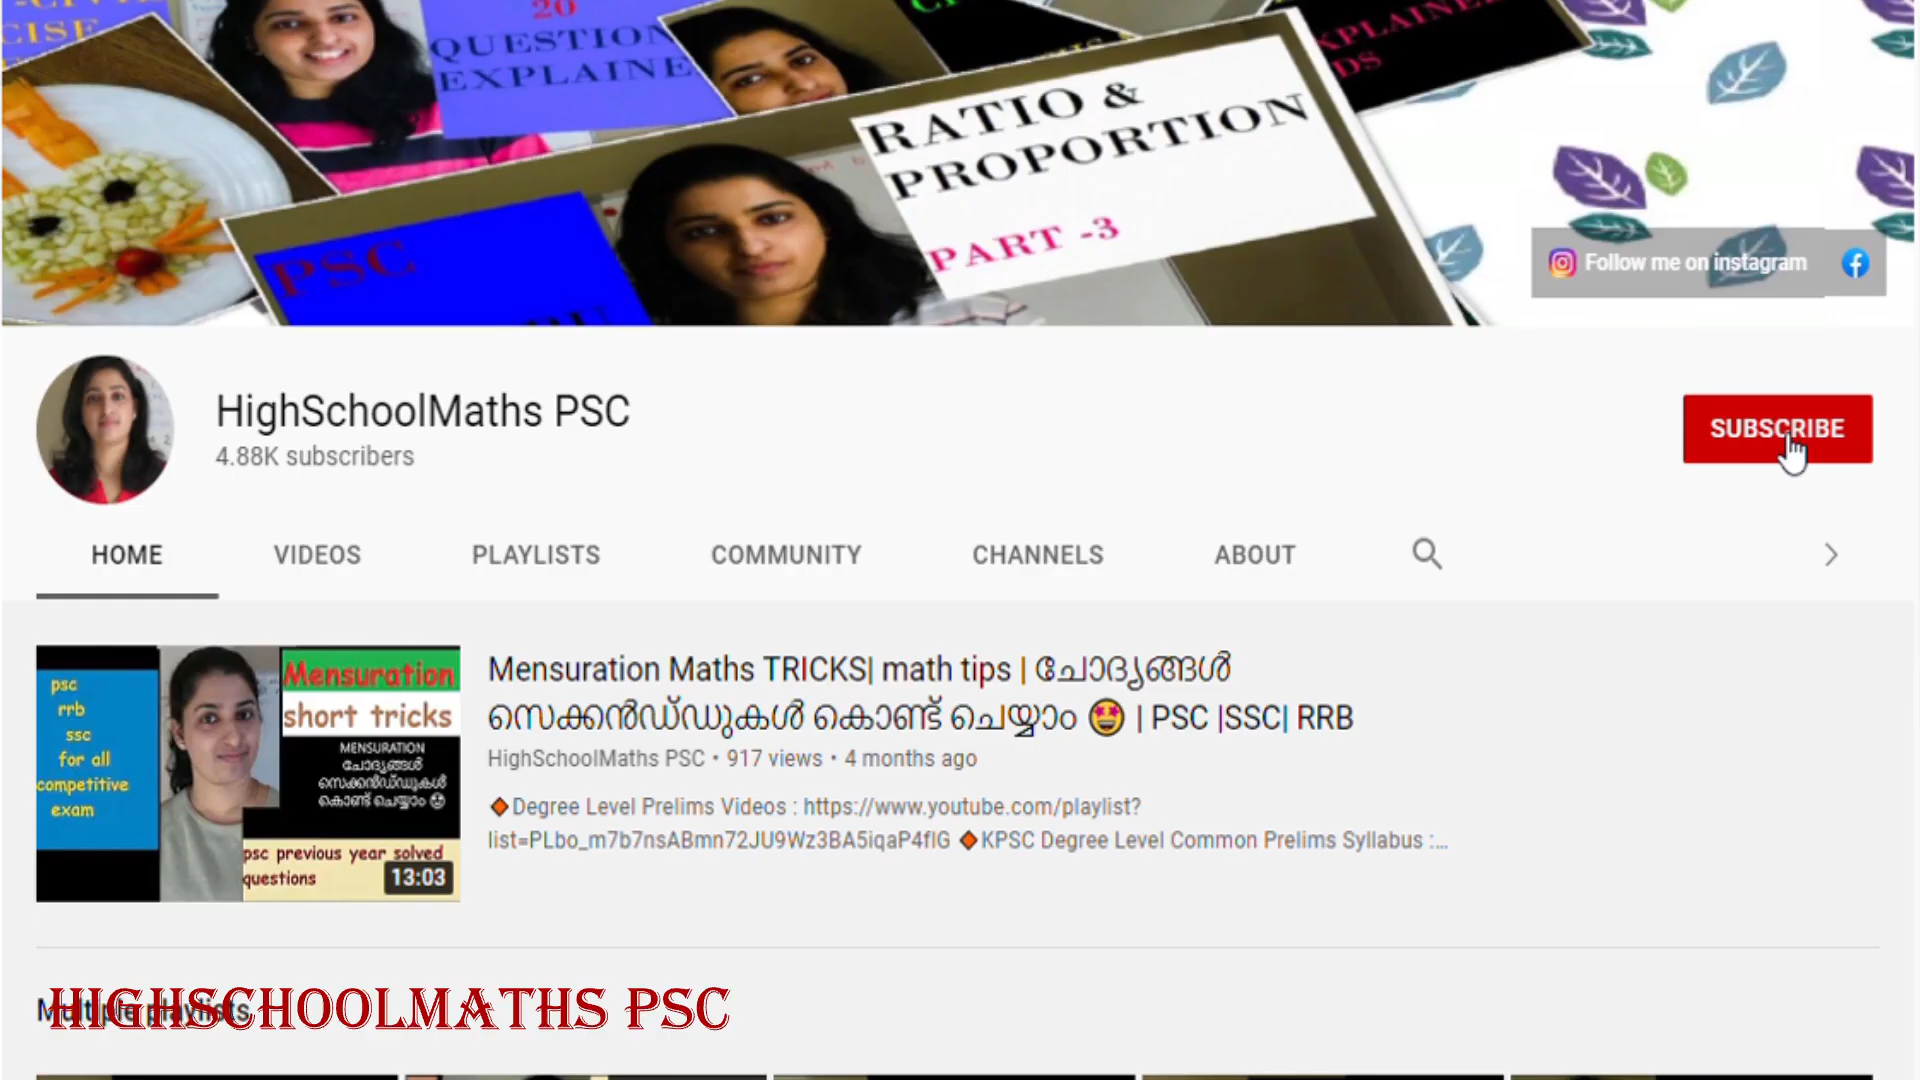 CISE
20
QUESTION
EXPLAINE
RATIO &
PROPORTION
PART -3
PSC
Follow me on instagram
HighSchoolMaths PSC
4.88K subscribers
SUBSCRIBE
HOME VIDEOS PLAYLISTS COMMUNITY CHANNELS ABOUT
psc
rrb
ssc
for all
competitive
exam
Mensuration
short tricks
MENSURATION
ചോദ്യങ്ങൾ
സെക്കൻഡ്ഡുകൾ
കൊണ്ട് ചെയ്യാം 🤩
psc previous year solved
questions
13:03
Mensuration Maths TRICKS| math tips | ചോദ്യങ്ങൾ
സെക്കൻഡ്ഡുകൾ കൊണ്ട് ചെയ്യാം 🤩 | PSC |SSC| RRB
HighSchoolMaths PSC • 917 views • 4 months ago
🔶Degree Level Prelims Videos : https://www.youtube.com/playlist?
list=PLbo_m7b7nsABmn72JU9Wz3BA5iqaP4flG 🔶KPSC Degree Level Common Prelims Syllabus :...
Multiple playlists
HIGHSCHOOLMATHS PSC